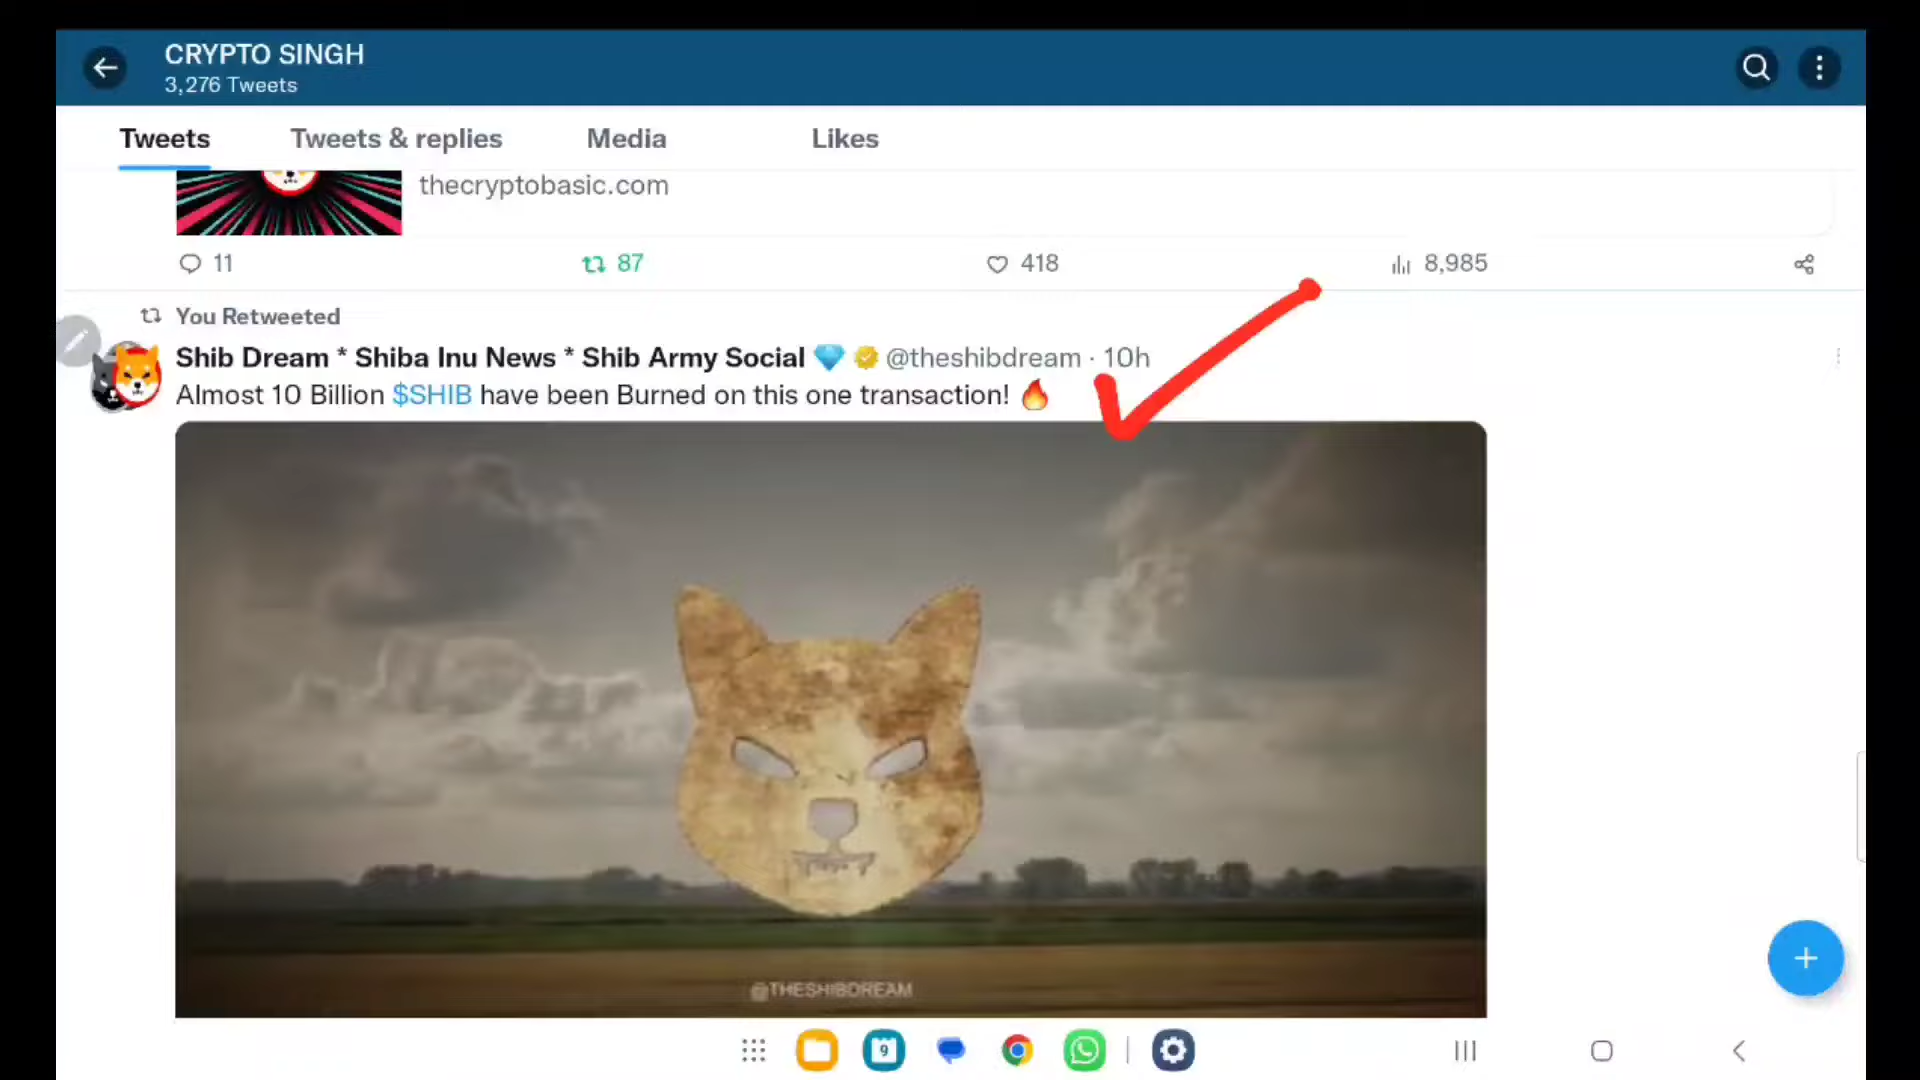 CRYPTO SINGH
3,276 Tweets
Tweets Tweets & replies Media Likes
thecryptobasic.com
11 87 418 8,985
You Retweeted
Shib Dream * Shiba Inu News * Shib Army Social 💎 @theshibdream · 10h
Almost 10 Billion $SHIB have been Burned on this one transaction! 🔥
@THESHIBDREAM
9